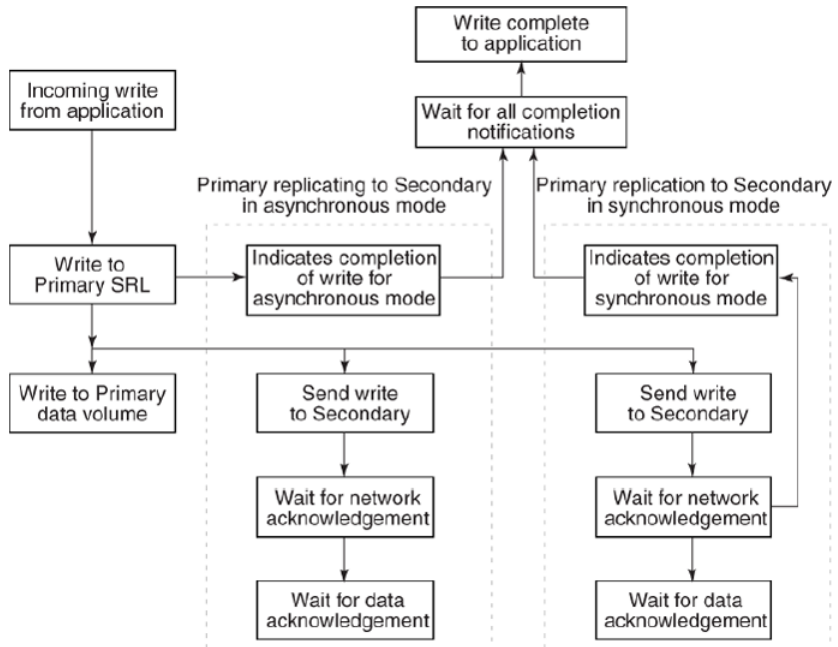 Write complete
to application
Incoming write
from application
Wait for all completion
notifications
Primary replicating to Secondary
in asynchronous mode
Primary replication to Secondary
in synchronous mode
Write to
Primary SRL
Indicates completion
of write for
asynchronous mode
Indicates completion
of write for
synchronous mode
Write to Primary
data volume
Send write
to Secondary
Send write
to Secondary
Wait for network
acknowledgement
Wait for network
acknowledgement
Wait for data
acknowledgement
Wait for data
acknowledgement